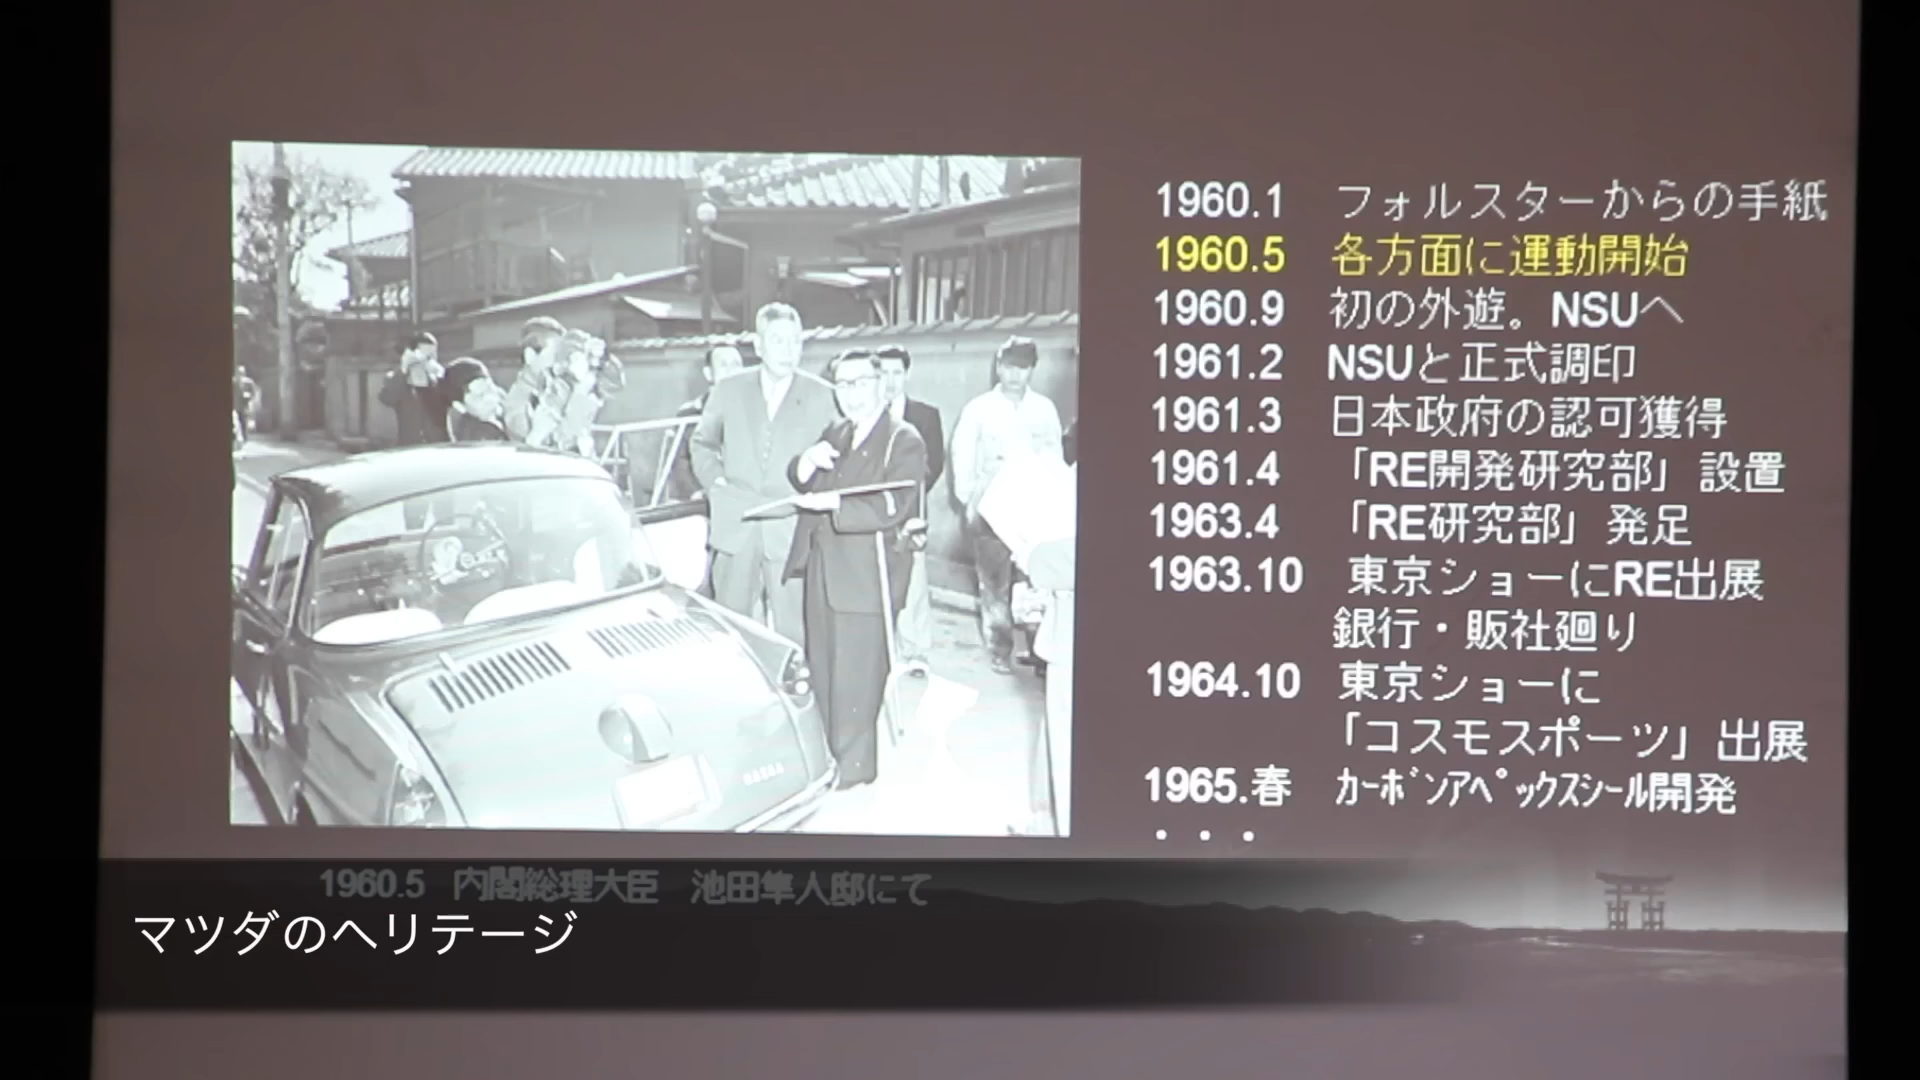 1960.1 フォルスターからの手紙
1960.5 各方面に運動開始
1960.9 初の外遊。NSUへ
1961.2 NSUと正式調印
1961.3 日本政府の認可獲得
1961.4 「RE開発研究部」設置
1963.4 「RE研究部」発足
1963.10 東京ショーにRE出展
銀行・販社廻り
1964.10 東京ショーに
「コスモスポーツ」出展
1965.春 ｶｰﾎﾞﾝｱﾍﾟｯｸｽｼｰﾙ開発
・・・
1960.5 内閣総理大臣 池田隼人邸にて
マツダのヘリテージ